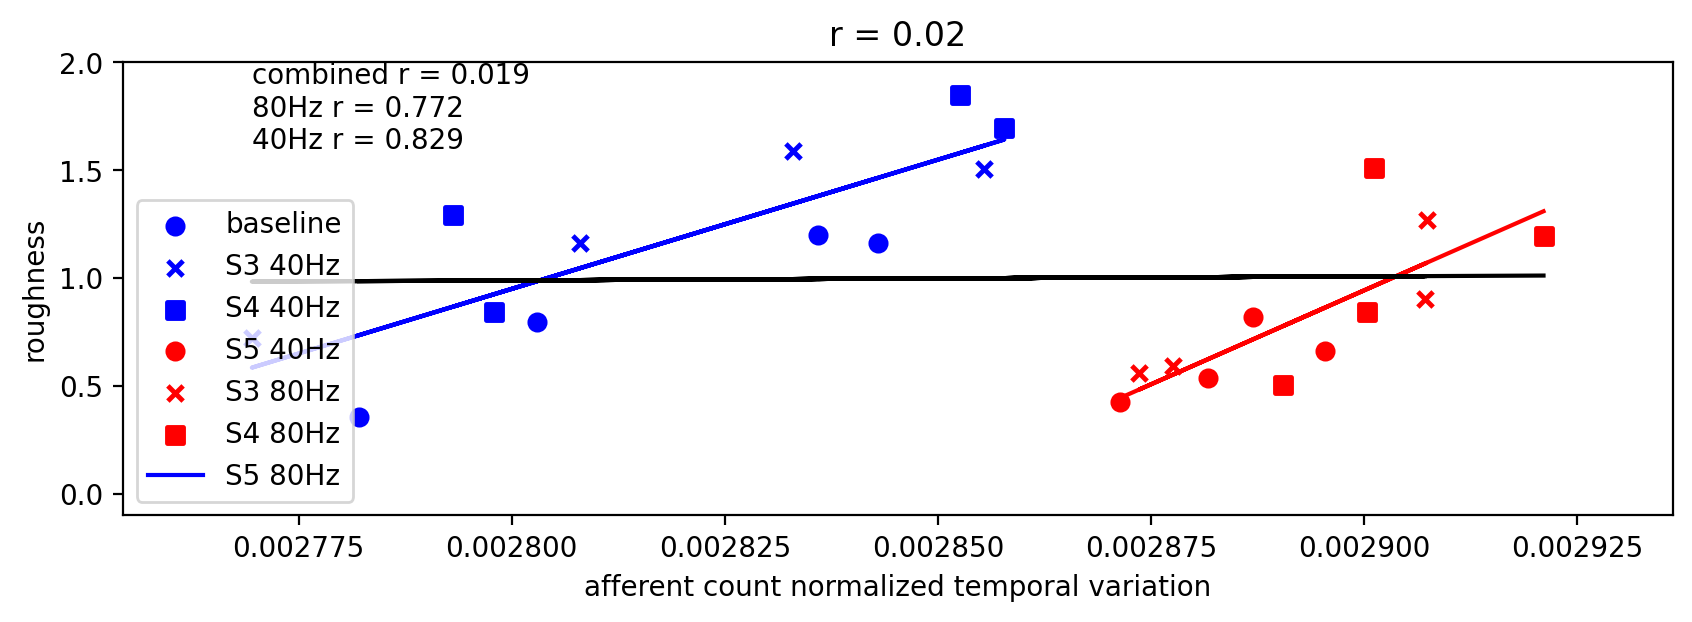 r = 0.02
combined r = 0.019
80Hz r = 0.772
40Hz r = 0.829
2.0
1.5
1.0
0.5
0.0
roughness
baseline
S3 40Hz
S4 40Hz
S5 40Hz
S3 80Hz
S4 80Hz
S5 80Hz
0.002775 0.002800 0.002825 0.002850 0.002875 0.002900 0.002925
afferent count normalized temporal variation